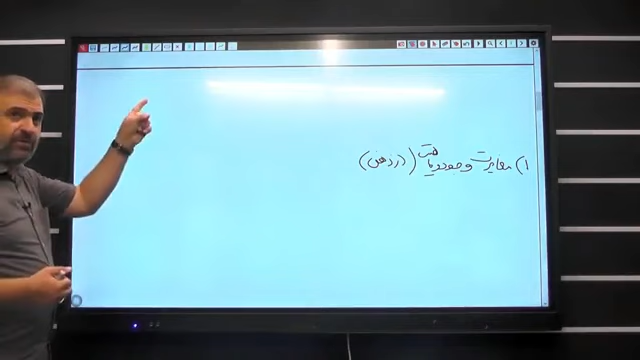 ۱) مغایرت وجود و ماهیت (در ذهن)